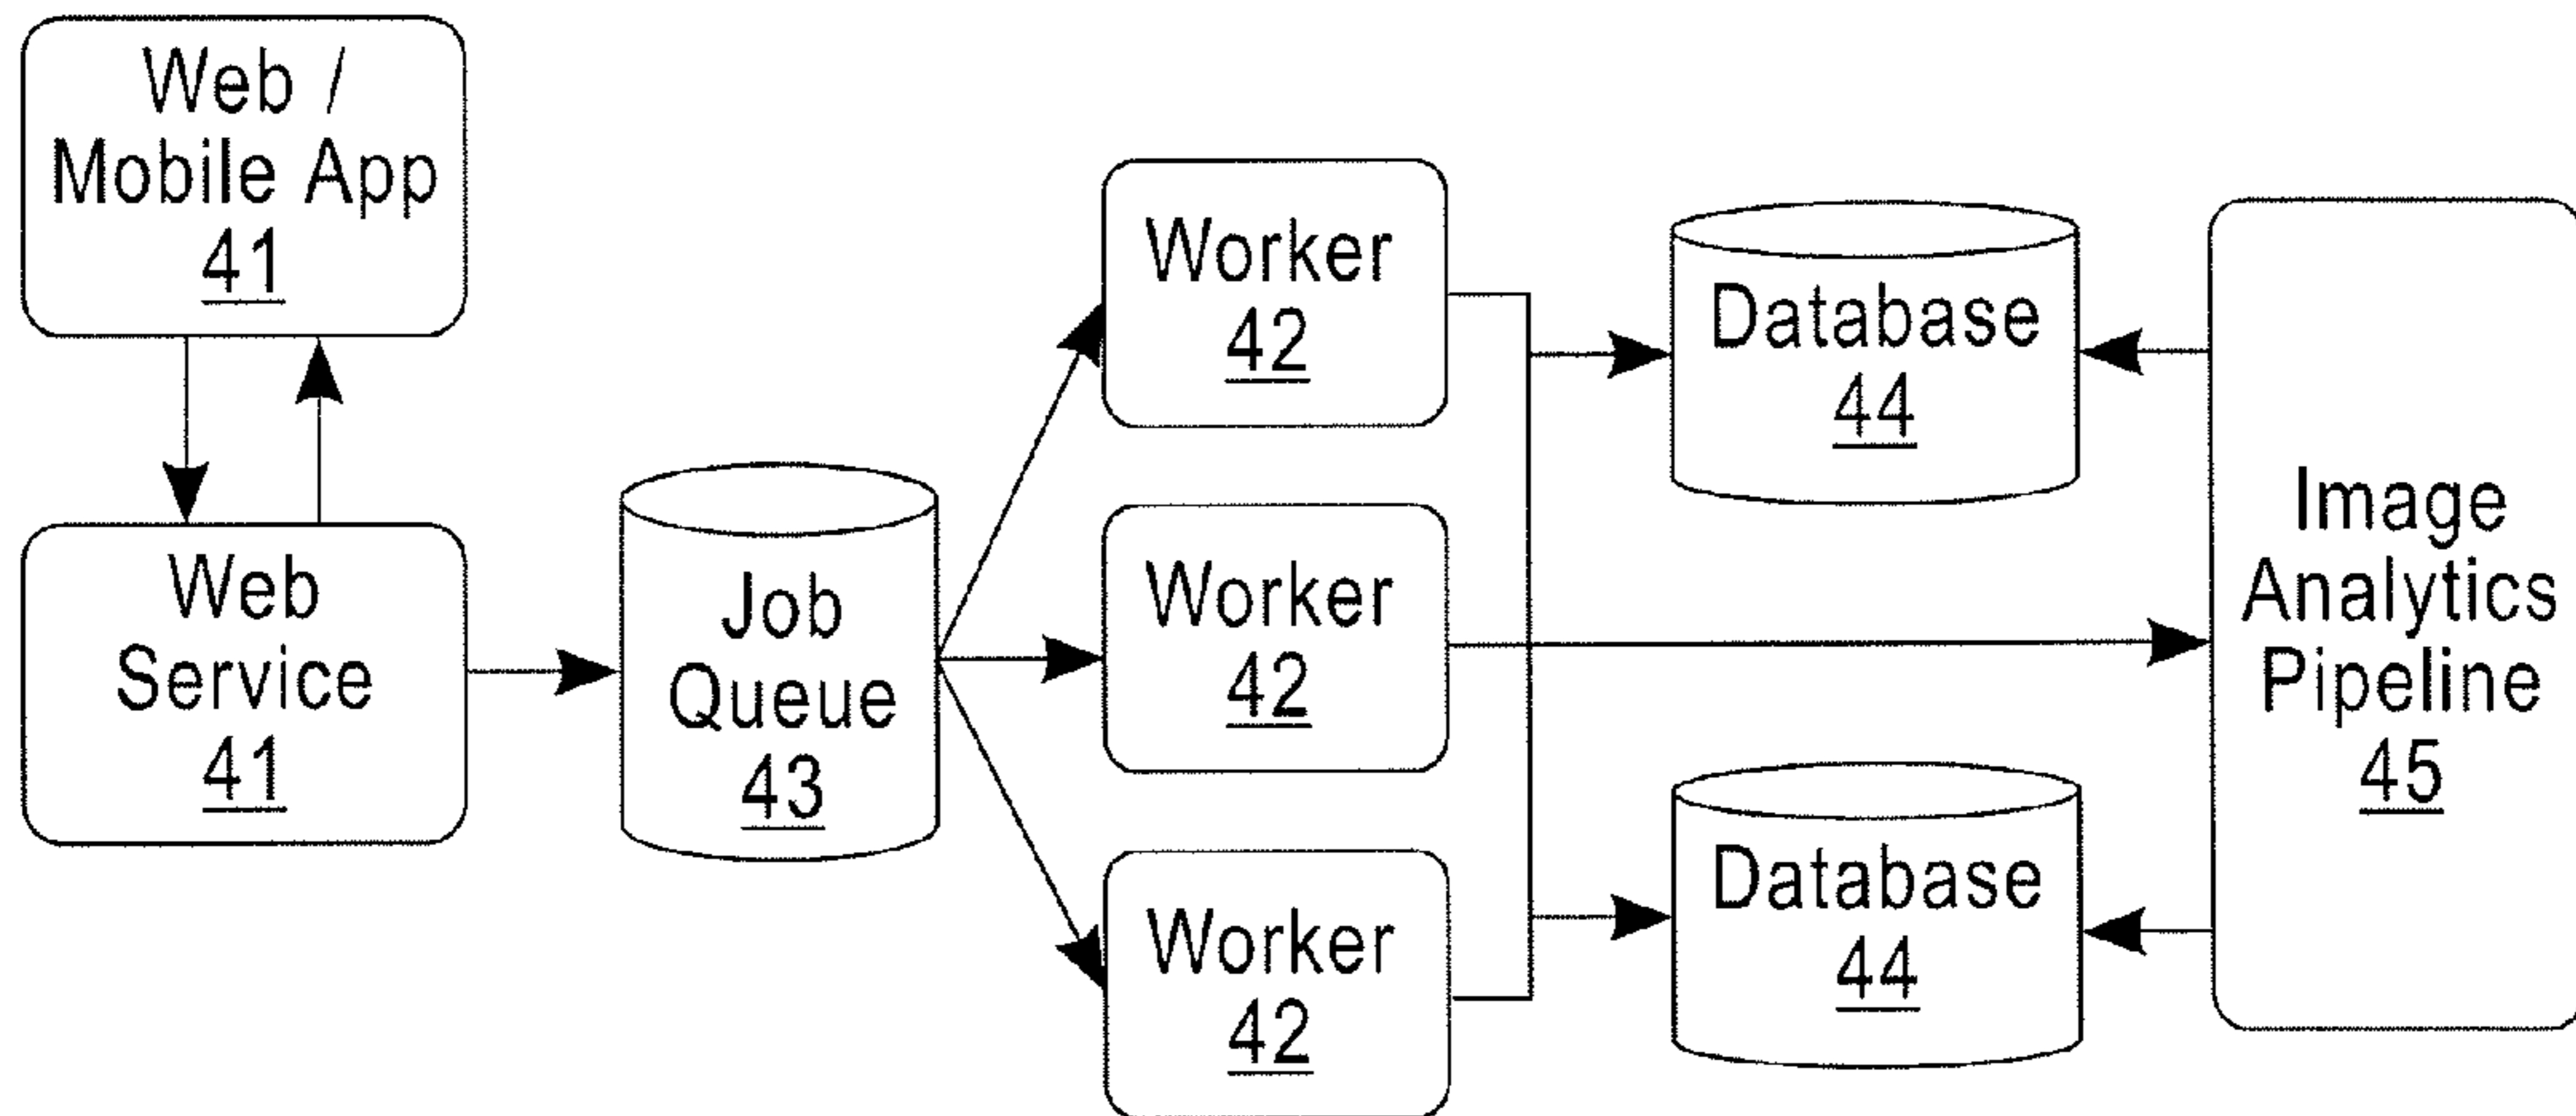 Web /
Mobile App
41
Web
Service
41
Job
Queue
43
Worker
42
Worker
42
Worker
42
Database
44
Database
44
Image
Analytics
Pipeline
45